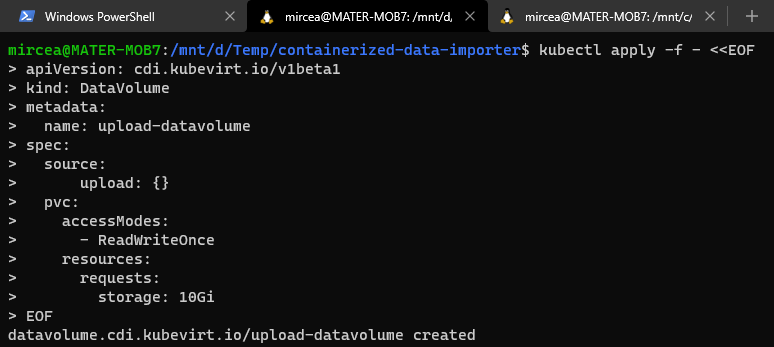 Windows PowerShell
mircea@MATER-MOB7: /mnt/d,
mircea@MATER-MOB7: /mnt/c/
mircea@MATER-MOB7:/mnt/d/Temp/containerized-data-importer$ kubectl apply -f - <<EOF
> apiVersion: cdi.kubevirt.io/v1beta1
> kind: DataVolume
> metadata:
>   name: upload-datavolume
> spec:
>   source:
>       upload: {}
>   pvc:
>     accessModes:
>       - ReadWriteOnce
>     resources:
>       requests:
>         storage: 10Gi
> EOF
datavolume.cdi.kubevirt.io/upload-datavolume created